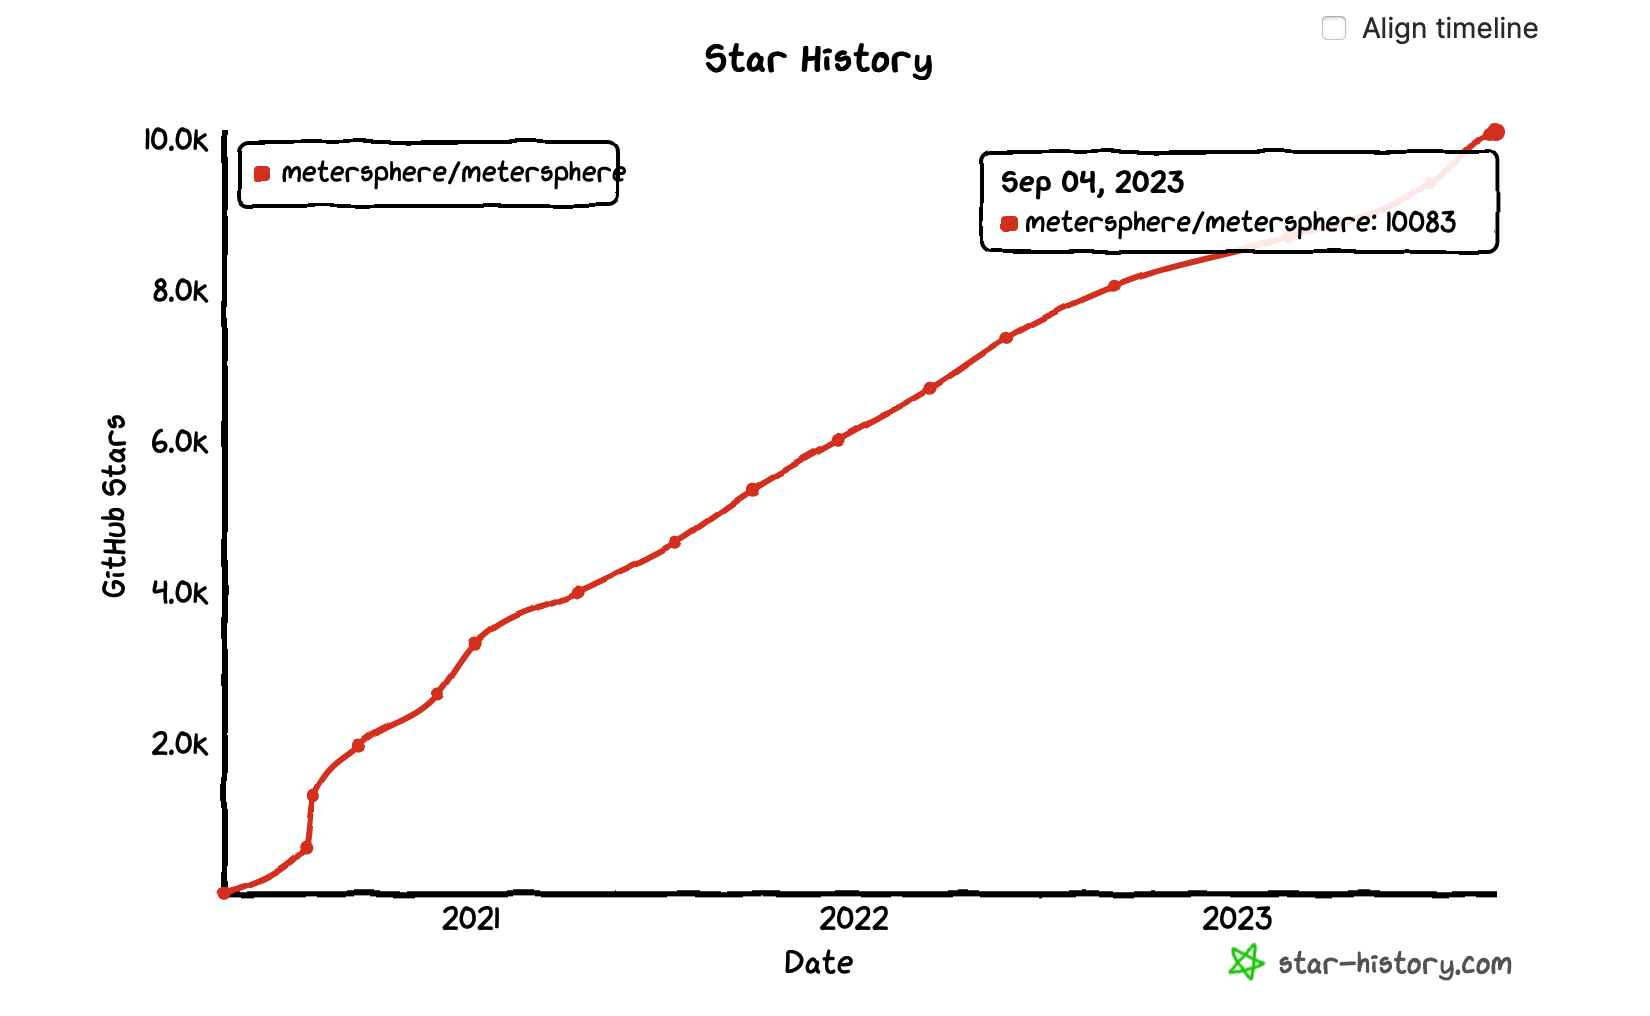 Align timeline
Star History
10.0K
metersphere/metersphere
Sep 04, 2023
metersphere/metersphere: 10083
8.0K
6.0K
GitHub Stars
4.0K
2.0K
2021
2022
2023
Date
star-history.com